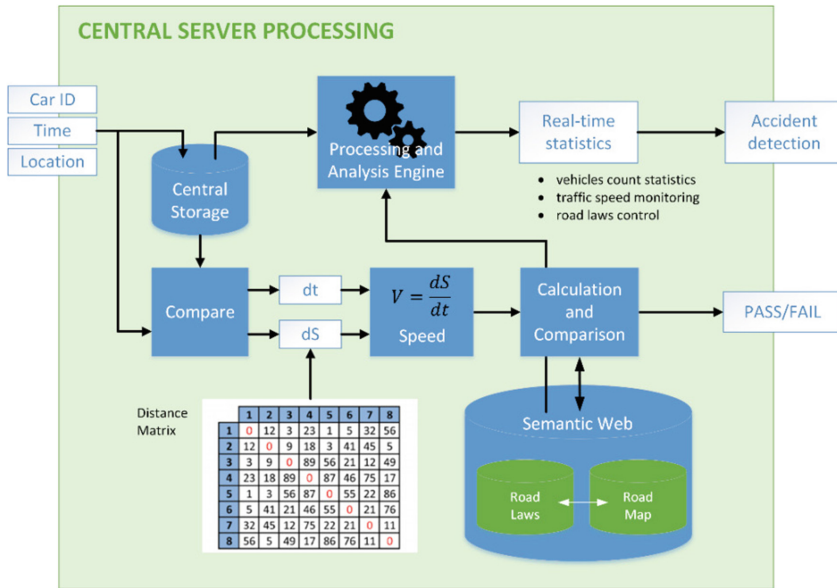 CENTRAL SERVER PROCESSING
Car ID
Time
Location
Central
Storage
Processing and
Analysis Engine
Real-time
statistics
Accident
detection
• vehicles count statistics
• traffic speed monitoring
• road laws control
Compare
dt
dS
V = dS/dt
Speed
Calculation
and
Comparison
PASS/FAIL
Distance
Matrix
1 2 3 4 5 6 7 8
1 0 12 3 23 1 5 32 56
2 12 0 9 18 3 41 45 5
3 3 9 0 89 56 21 12 49
4 23 18 89 0 87 46 75 17
5 1 3 56 87 0 55 22 86
6 5 41 21 46 55 0 21 76
7 32 45 12 75 22 21 0 11
8 56 5 49 17 86 76 11 0
Semantic Web
Road
Laws
Road
Map